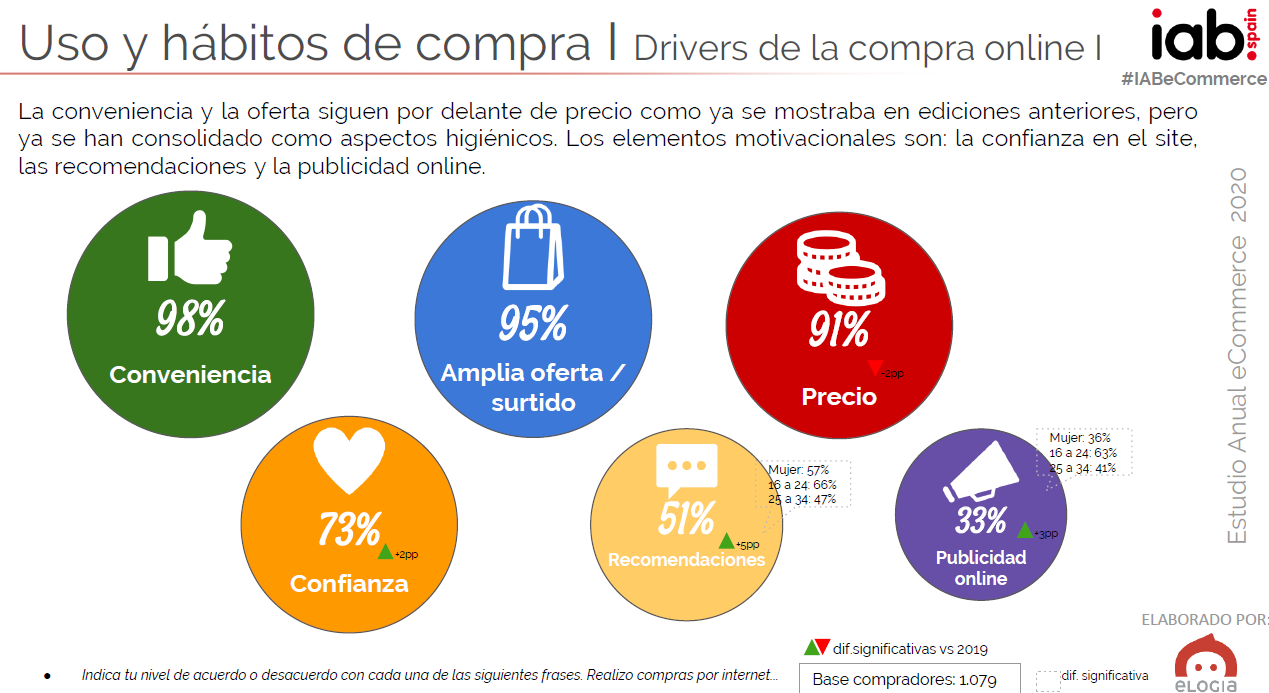 Uso y hábitos de compra I Drivers de la compra online I
iab.
spain
#IABeCommerce
La conveniencia y la oferta siguen por delante de precio como ya se mostraba en ediciones anteriores, pero
ya se han consolidado como aspectos higiénicos. Los elementos motivacionales son: la confianza en el site,
las recomendaciones y la publicidad online.
Estudio Anual eCommerce 2020
98%
Conveniencia
95%
Amplia oferta /
surtido
91%
-2pp
Precio
73%
+2pp
Confianza
Mujer: 57%
16 a 24: 66%
25 a 34: 47%
51%
+5pp
Recomendaciones
Mujer: 36%
16 a 24: 63%
25 a 34: 41%
33%
+3pp
Publicidad
online
ELABORADO POR:
eLOGIA
dif.significativas vs 2019
• Indica tu nivel de acuerdo o desacuerdo con cada una de las siguientes frases. Realizo compras por internet...
Base compradores: 1.079
dif. significativa